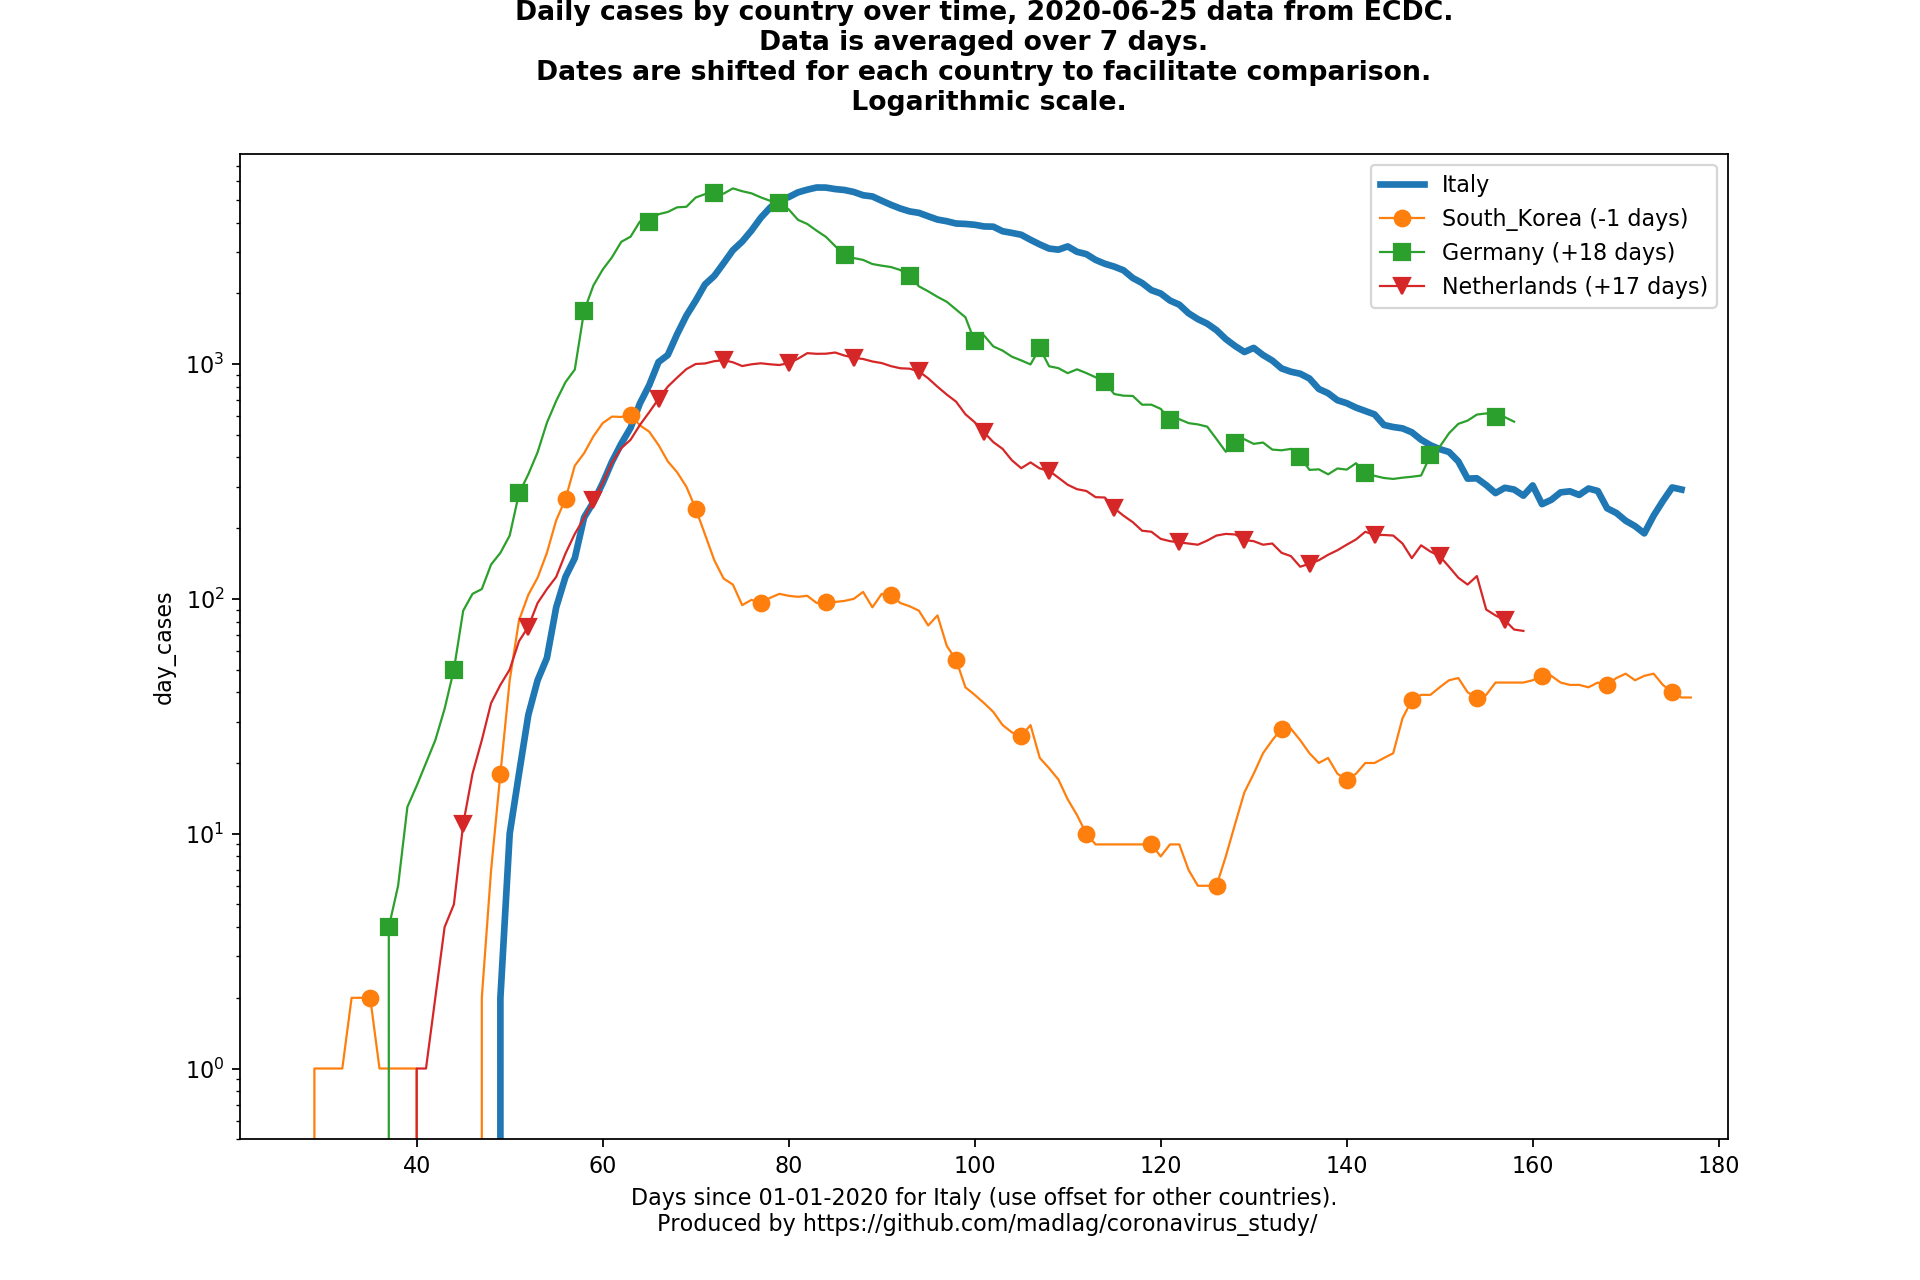 Daily cases by country over time, 2020-06-25 data from ECDC.
Data is averaged over 7 days.
Dates are shifted for each country to facilitate comparison.
Logarithmic scale.
Italy
South_Korea (-1 days)
Germany (+18 days)
Netherlands (+17 days)
day_cases
10³
10²
10¹
10⁰
40 60 80 100 120 140 160 180
Days since 01-01-2020 for Italy (use offset for other countries).
Produced by https://github.com/madlag/coronavirus_study/